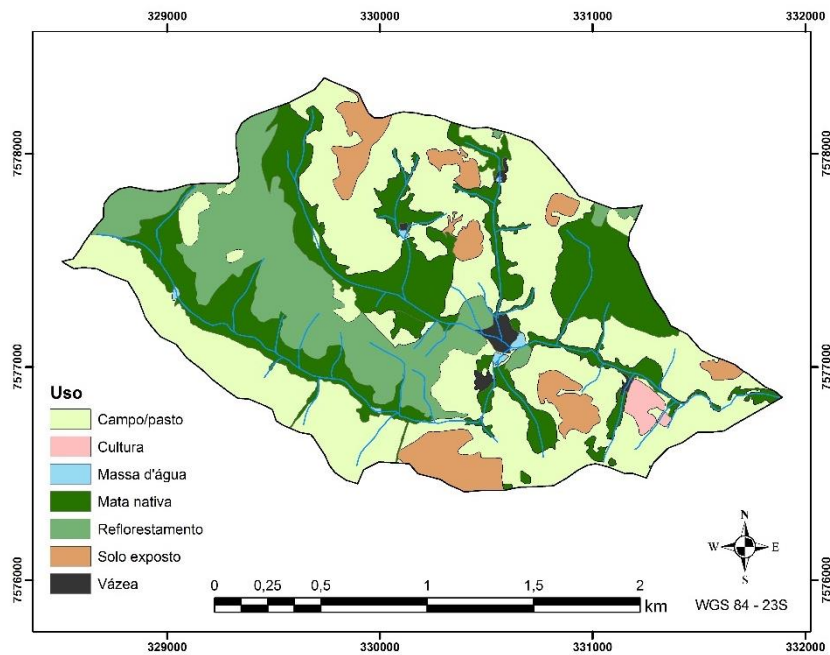 329000 330000 331000 332000
7578000 7578000
7577000 7577000
Uso
Campo/pasto
Cultura
Massa d'água
Mata nativa
Reflorestamento
Solo exposto
Vázea
N
W E
S
0 0,25 0,5 1 1,5 2
km
WGS 84 - 23S
7576000 7576000
329000 330000 331000 332000